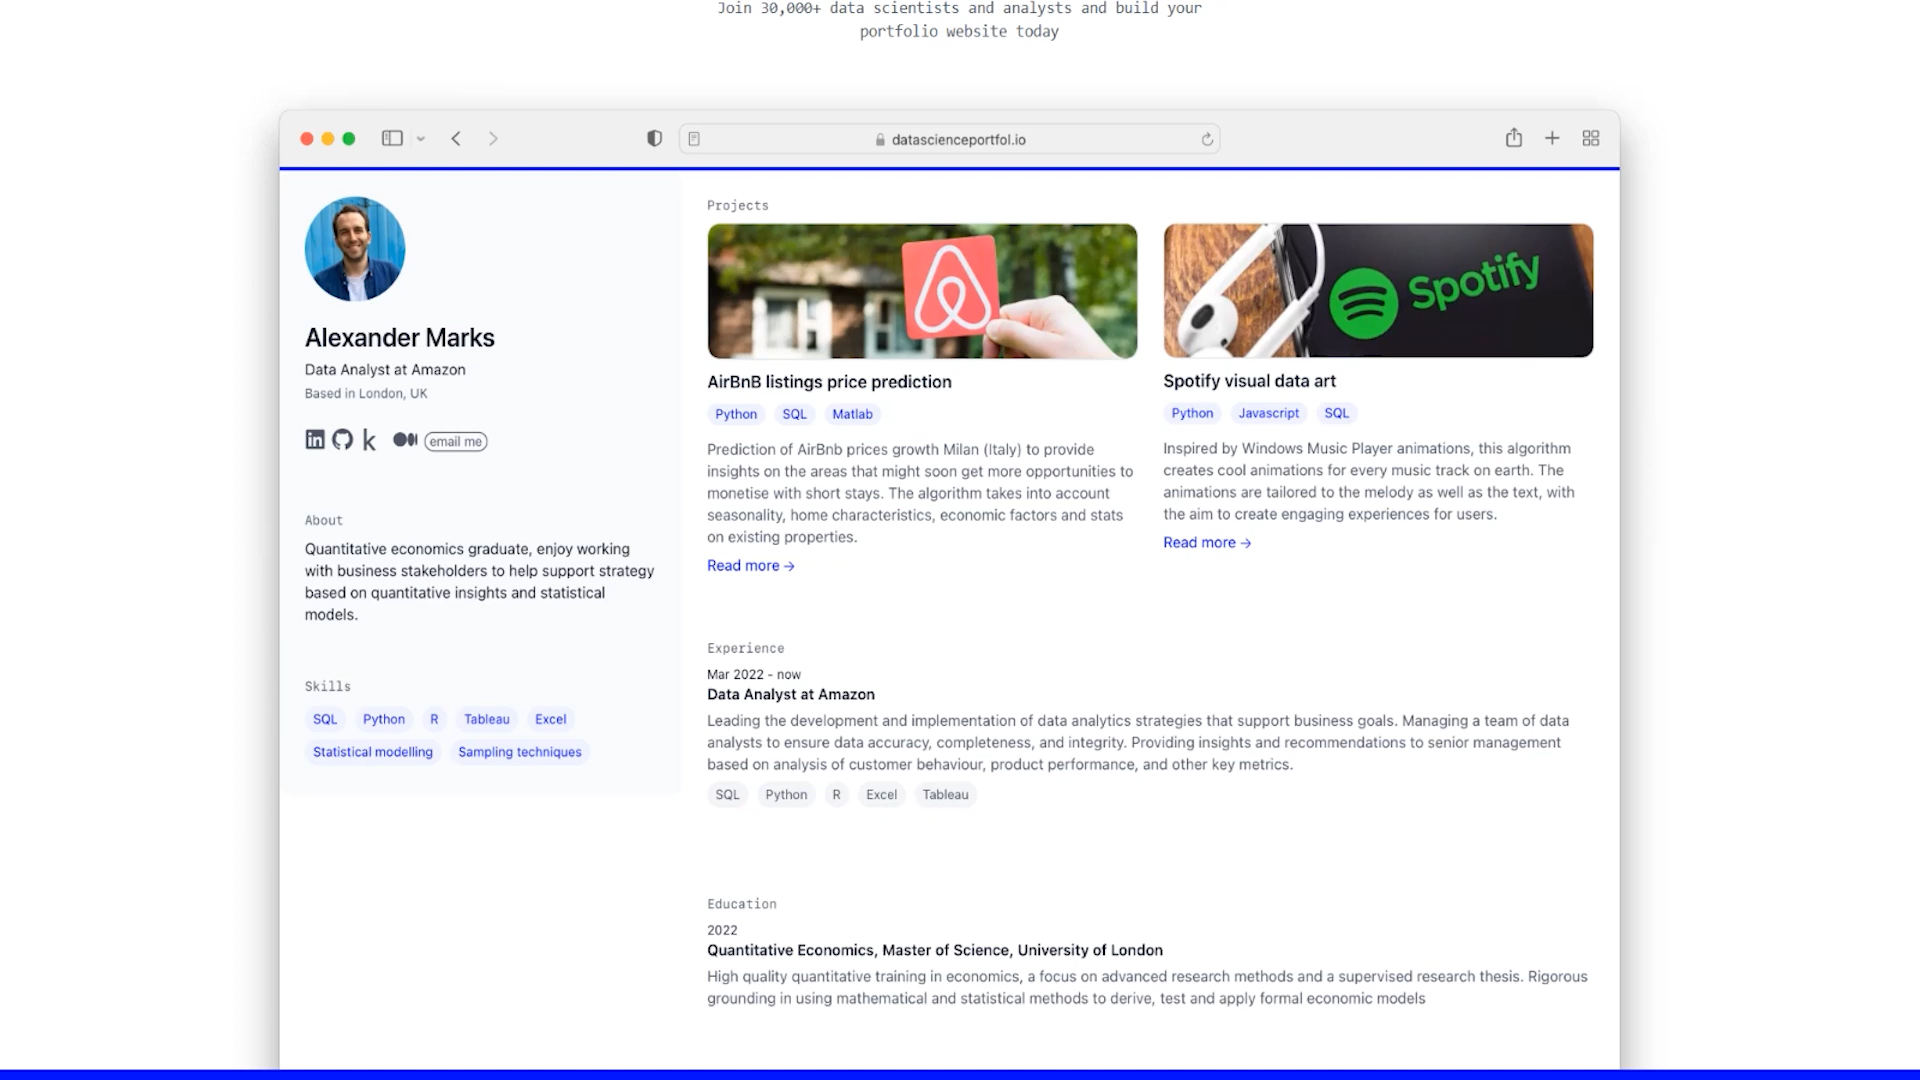 Join 30,000+ data scientists and analysts and build your
portfolio website today
datascienceportfol.io
Alexander Marks
Data Analyst at Amazon
Based in London, UK
email me
About
Quantitative economics graduate, enjoy working
with business stakeholders to help support strategy
based on quantitative insights and statistical
models.
Skills
SQL Python R Tableau Excel
Statistical modelling Sampling techniques
Projects
AirBnB listings price prediction
Python SQL Matlab
Prediction of AirBnb prices growth Milan (Italy) to provide
insights on the areas that might soon get more opportunities to
monetise with short stays. The algorithm takes into account
seasonality, home characteristics, economic factors and stats
on existing properties.
Read more →
Spotify
Spotify visual data art
Python Javascript SQL
Inspired by Windows Music Player animations, this algorithm
creates cool animations for every music track on earth. The
animations are tailored to the melody as well as the text, with
the aim to create engaging experiences for users.
Read more →
Experience
Mar 2022 - now
Data Analyst at Amazon
Leading the development and implementation of data analytics strategies that support business goals. Managing a team of data
analysts to ensure data accuracy, completeness, and integrity. Providing insights and recommendations to senior management
based on analysis of customer behaviour, product performance, and other key metrics.
SQL Python R Excel Tableau
Education
2022
Quantitative Economics, Master of Science, University of London
High quality quantitative training in economics, a focus on advanced research methods and a supervised research thesis. Rigorous
grounding in using mathematical and statistical methods to derive, test and apply formal economic models